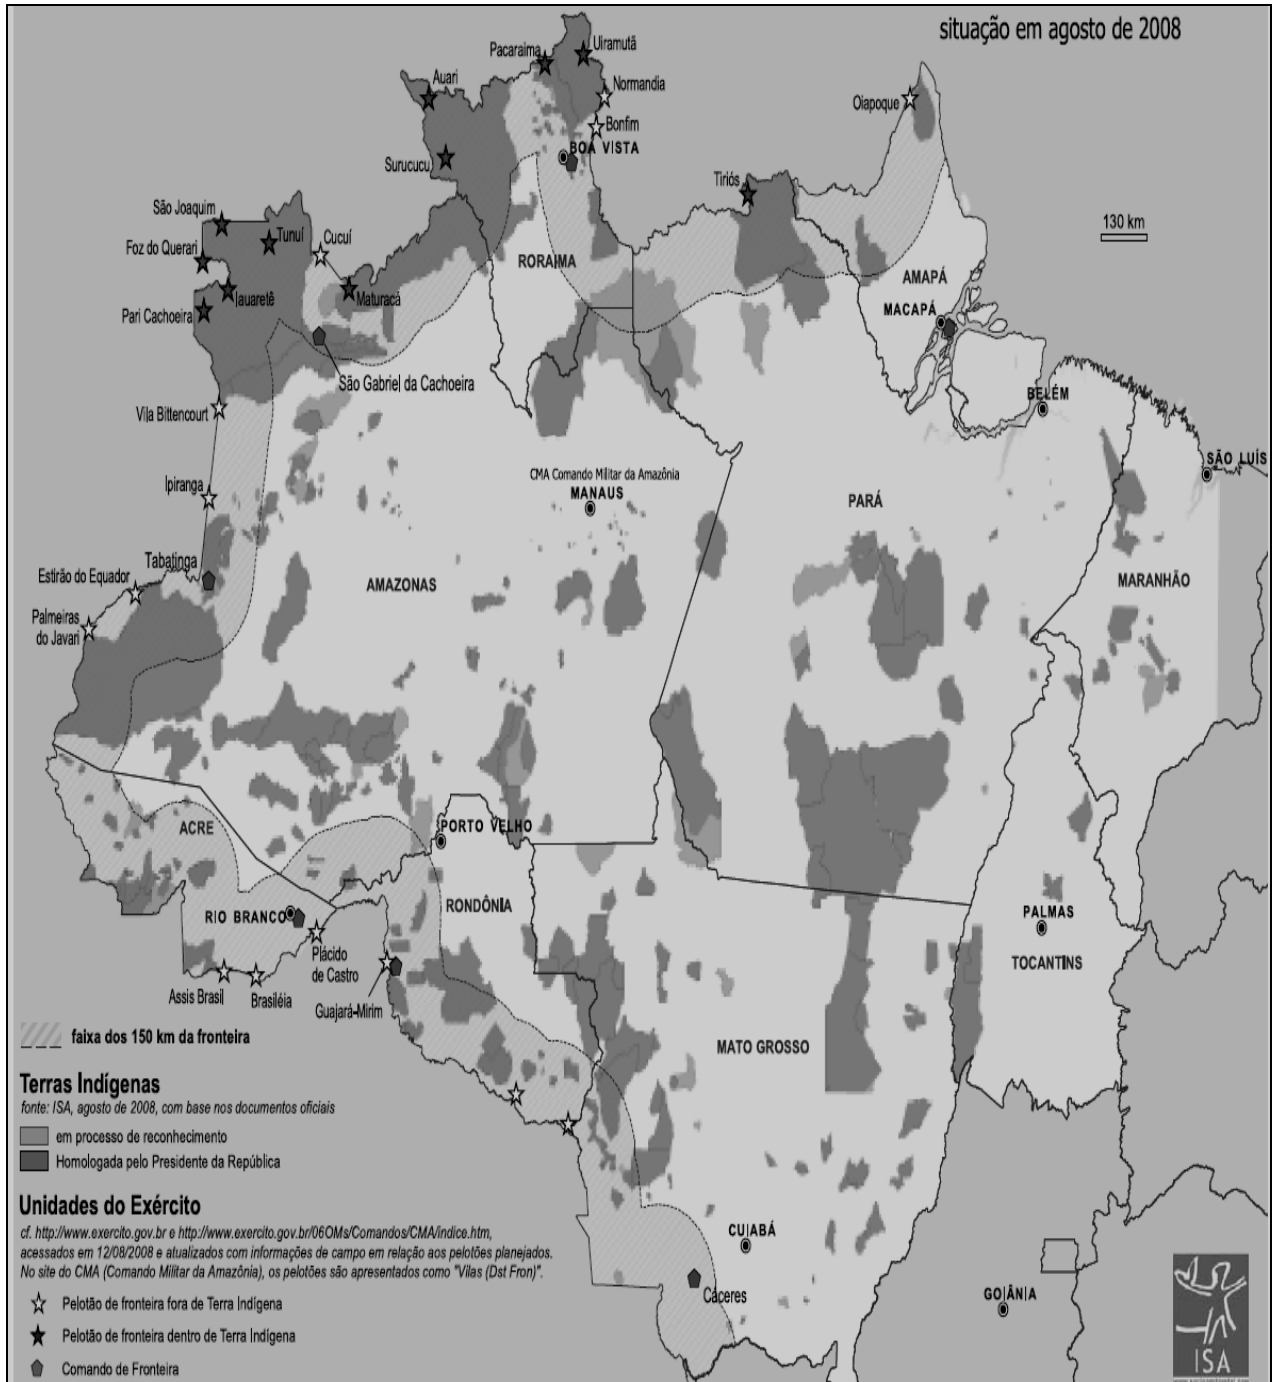 situação em agosto de 2008
Pacaraima
Uiramutã
Auari
Normandia
Oiapoque
Bonfim
BOA VISTA
Surucucu
Tiriós
São Joaquim
130 km
Tunuí
Cucuí
Foz do Querari
RORAIMA
AMAPÁ
Iauaretê
Maturacá
MACAPÁ
Pari Cachoeira
São Gabriel da Cachoeira
BELÉM
Vila Bittencourt
SÃO LUÍS
CMA Comando Militar da Amazônia
MANAUS
Ipiranga
PARÁ
Tabatinga
Estirão do Equador
AMAZONAS
MARANHÃO
Palmeiras
do Javari
ACRE
PORTO VELHO
RONDÔNIA
RIO BRANCO
PALMAS
Plácido
de Castro
TOCANTINS
Assis Brasil
Brasiléia
Guajará-Mirim
MATO GROSSO
faixa dos 150 km da fronteira
Terras Indígenas
fonte: ISA, agosto de 2008, com base nos documentos oficiais
em processo de reconhecimento
Homologada pelo Presidente da República
Unidades do Exército
cf. http://www.exercito.gov.br e http://www.exercito.gov.br/06OMs/Comandos/CMA/indice.htm,
acessados em 12/08/2008 e atualizados com informações de campo em relação aos pelotões planejados.
No site do CMA (Comando Militar da Amazônia), os pelotões são apresentados como "Vilas (Dst Fron)".
CUIABÁ
Cáceres
GOIÂNIA
Pelotão de fronteira fora de Terra Indígena
Pelotão de fronteira dentro de Terra Indígena
Comando de Fronteira
ISA